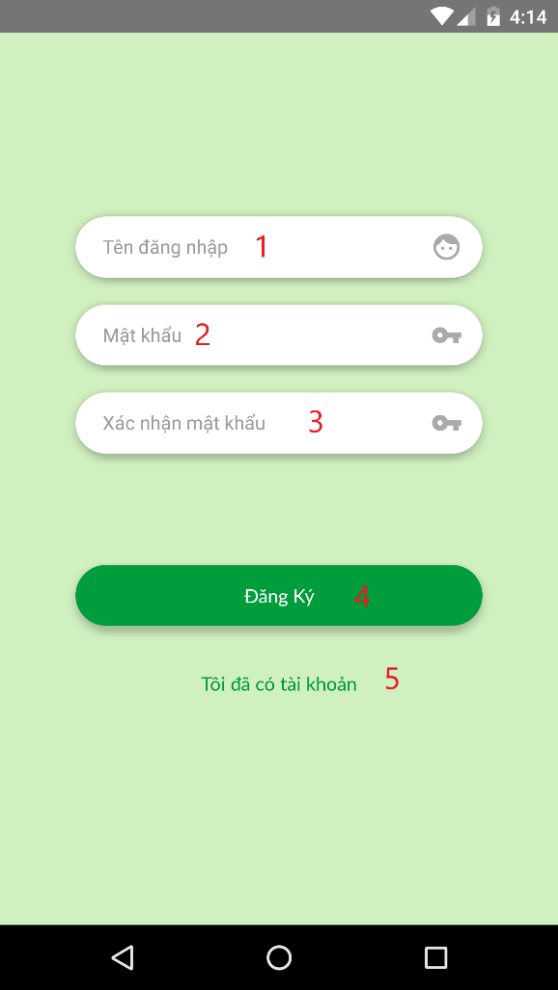 4:14
Tên đăng nhập 1
Mật khẩu 2
Xác nhận mật khẩu 3
Đăng Ký 4
Tôi đã có tài khoản 5